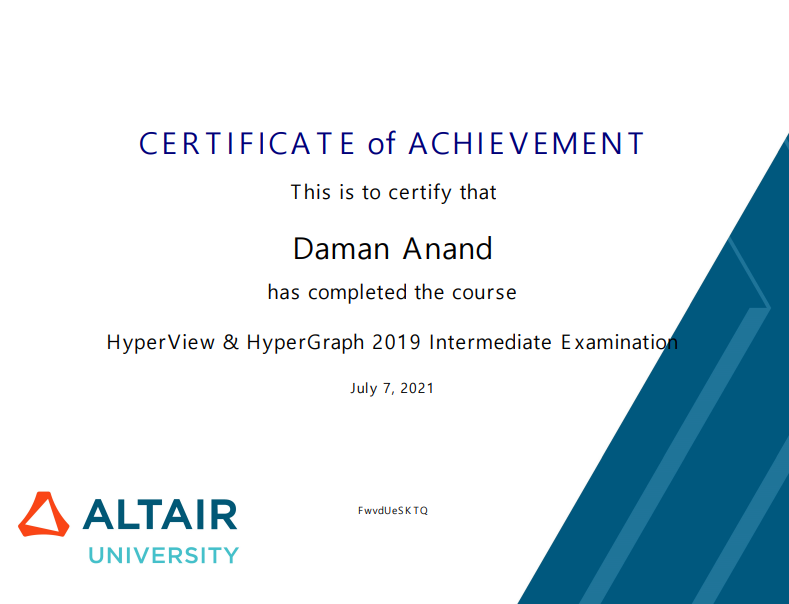 CERTIFICATE of ACHIEVEMENT
This is to certify that
Daman Anand
has completed the course
HyperView & HyperGraph 2019 Intermediate Examination
July 7, 2021
FwvdUeSKTQ
ALTAIR
UNIVERSITY